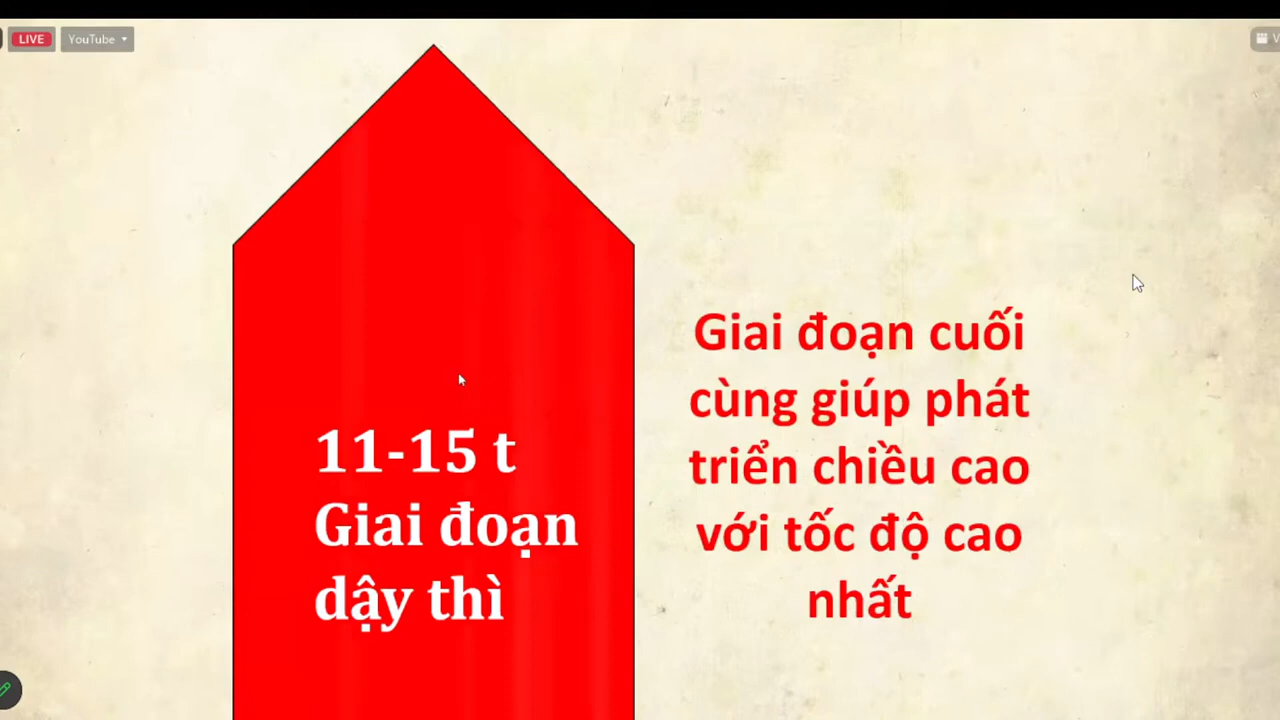 LIVE
YouTube
V
11-15 t
Giai đoạn
dậy thì
Giai đoạn cuối
cùng giúp phát
triển chiều cao
với tốc độ cao
nhất